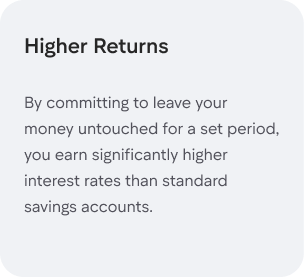 Higher Returns
By committing to leave your
money untouched for a set period,
you earn significantly higher
interest rates than standard
savings accounts.